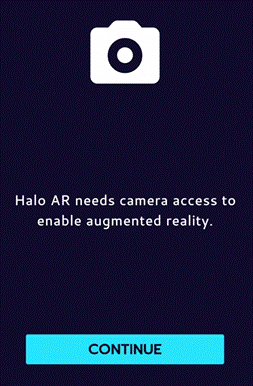 Halo AR needs camera access to
enable augmented reality.
CONTINUE